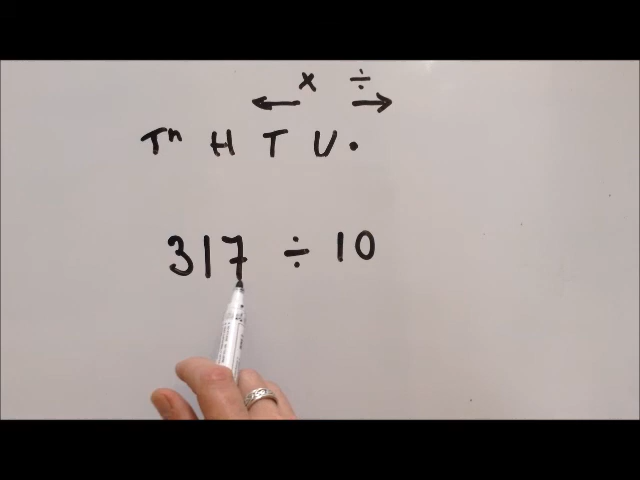 x ÷
← →
Th H T U .
317 ÷ 10